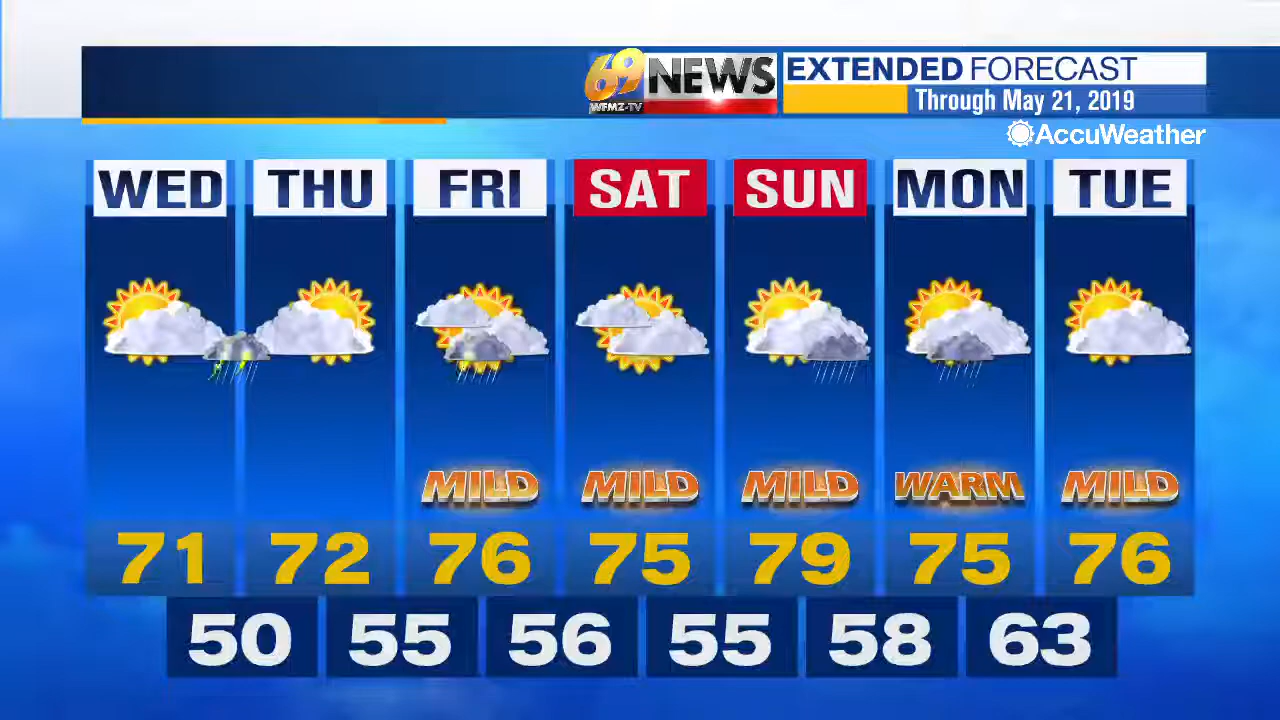 69 NEWS
WFMZ-TV
EXTENDED FORECAST
Through May 21, 2019
AccuWeather
WED THU FRI SAT SUN MON TUE
MILD MILD MILD WARM MILD
71 72 76 75 79 75 76
50 55 56 55 58 63